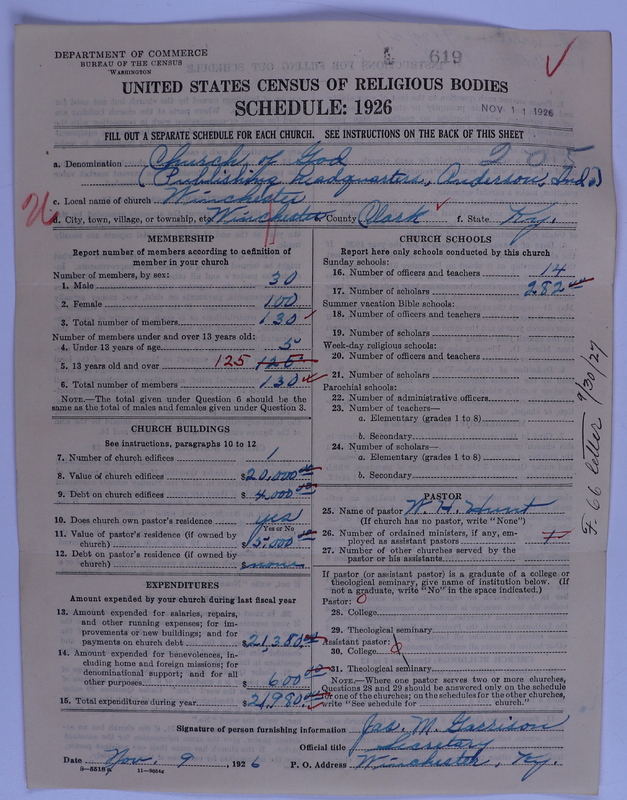 DEPARTMENT OF COMMERCE
BUREAU OF THE CENSUS
WASHINGTON
619
UNITED STATES CENSUS OF RELIGIOUS BODIES
SCHEDULE: 1926
NOV 11 1926
FILL OUT A SEPARATE SCHEDULE FOR EACH CHURCH. SEE INSTRUCTIONS ON THE BACK OF THIS SHEET
a. Denomination Church of God 205
(Publishing headquarters, Anderson, Ind.)
c. Local name of church Winchester
d. City, town, village, or township, etc Winchester County Clark f. State Ky.
MEMBERSHIP
Report number of members according to definition of
member in your church
Number of members, by sex:
1. Male 30
2. Female 100
3. Total number of members 130
Number of members under and over 13 years old:
4. Under 13 years of age 5
5. 13 years old and over 125 125
6. Total number of members 130
NOTE.—The total given under Question 6 should be the
same as the total of males and females given under Question 3.
CHURCH BUILDINGS
See instructions, paragraphs 10 to 12
7. Number of church edifices 1
8. Value of church edifices $20,000
9. Debt on church edifices $4,000
10. Does church own pastor's residence yes
Yes or No
11. Value of pastor's residence (if owned by
church) $5,000
12. Debt on pastor's residence (if owned by
church) $none
EXPENDITURES
Amount expended by your church during last fiscal year
13. Amount expended for salaries, repairs,
and other running expenses; for im-
provements or new buildings; and for
payments on church debt $21,380
14. Amount expended for benevolences, in-
cluding home and foreign missions; for
denominational support; and for all
other purposes $600
15. Total expenditures during year $21,980
CHURCH SCHOOLS
Report here only schools conducted by this church
Sunday schools:
16. Number of officers and teachers 14
17. Number of scholars 282
Summer vacation Bible schools:
18. Number of officers and teachers
19. Number of scholars
Week-day religious schools:
20. Number of officers and teachers
21. Number of scholars
Parochial schools:
22. Number of administrative officers
23. Number of teachers—
a. Elementary (grades 1 to 8)
b. Secondary
24. Number of scholars—
a. Elementary (grades 1 to 8)
b. Secondary
PASTOR
25. Name of pastor W. H. Hunt
(If church has no pastor, write "None")
26. Number of ordained ministers, if any, em-
ployed as assistant pastors
27. Number of other churches served by the
pastor or his assistants
If pastor (or assistant pastor) is a graduate of a college or
theological seminary, give name of institution below. (If
not a graduate, write "No" in the space indicated.)
Pastor: 0
28. College
29. Theological seminary
Assistant pastor:
30. College
31. Theological seminary
NOTE.—Where one pastor serves two or more churches,
Questions 28 and 29 should be answered only on the schedule
for one of the churches; on the schedules for the other churches,
write "See schedule for church."
F. 66 letter 9/30/27
Signature of person furnishing information Jas. M. Garrison
Official title Secretary
Date Nov. 9, 1926 P. O. Address Winchester, Ky.